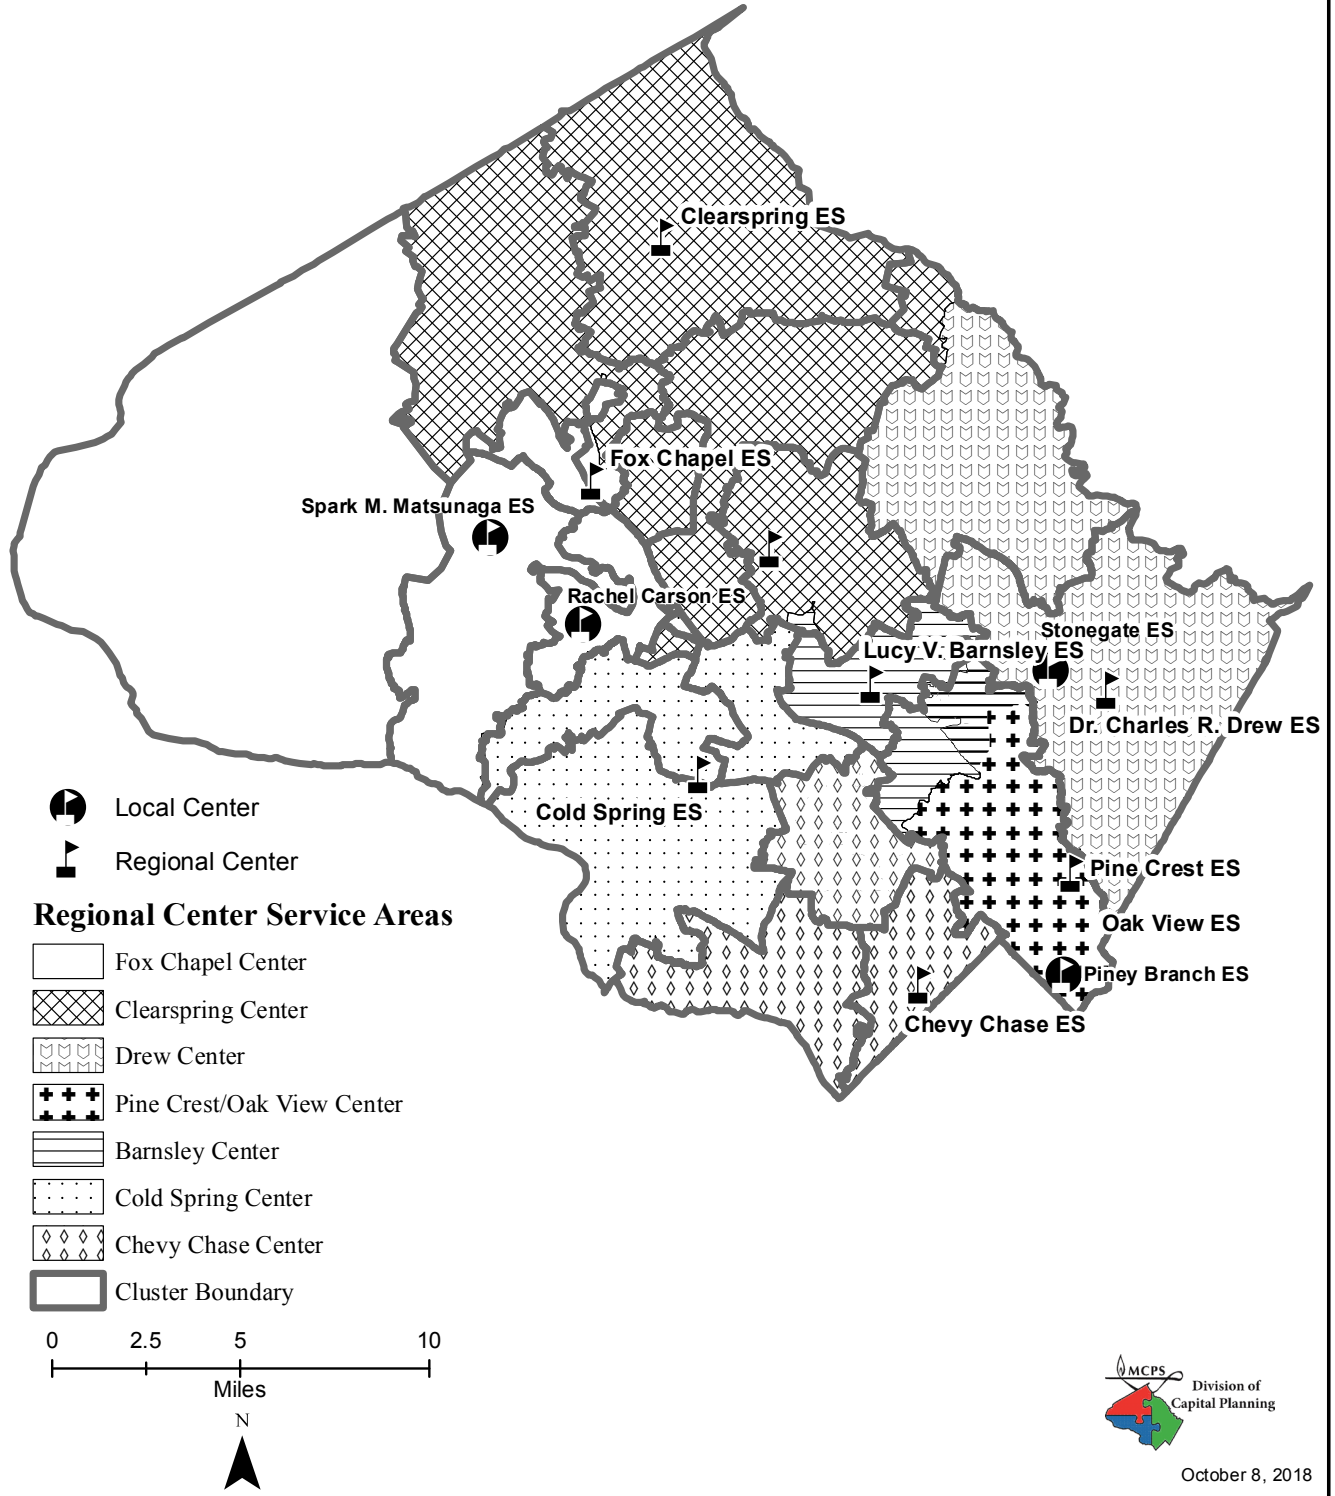 Clearspring ES
Fox Chapel ES
Spark M. Matsunaga ES
Rachel Carson ES
Stonegate ES
Lucy V. Barnsley ES
Dr. Charles R. Drew ES
Cold Spring ES
Pine Crest ES
Oak View ES
Piney Branch ES
Chevy Chase ES
Local Center
Regional Center
Regional Center Service Areas
Fox Chapel Center
Clearspring Center
Drew Center
Pine Crest/Oak View Center
Barnsley Center
Cold Spring Center
Chevy Chase Center
Cluster Boundary
0 2.5 5 10
Miles
N
MCPS
Division of
Capital Planning
October 8, 2018